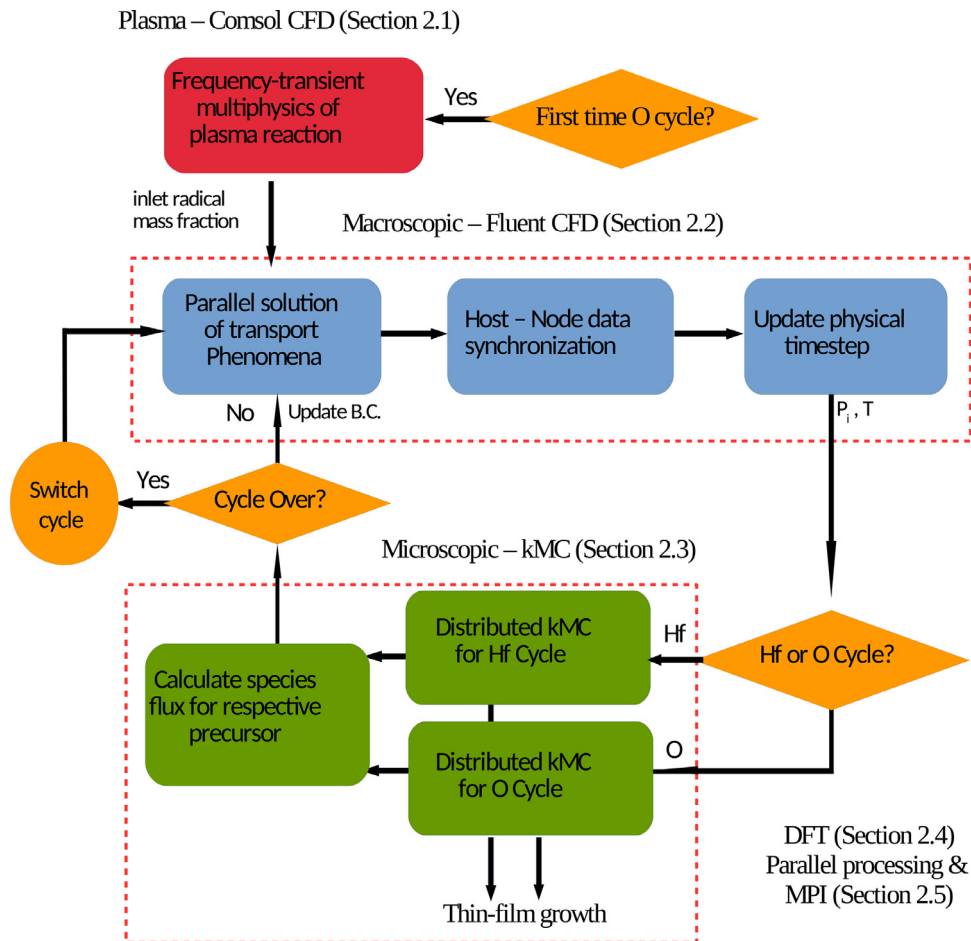 Plasma – Comsol CFD (Section 2.1)
Frequency-transient
multiphysics of
plasma reaction
Yes
First time O cycle?
inlet radical
mass fraction
Macroscopic – Fluent CFD (Section 2.2)
Parallel solution
of transport
Phenomena
Host – Node data
synchronization
Update physical
timestep
No
Update B.C.
Pi , T
Switch
cycle
Yes
Cycle Over?
Microscopic – kMC (Section 2.3)
Distributed kMC
for Hf Cycle
Hf
Hf or O Cycle?
Calculate species
flux for respective
precursor
Distributed kMC
for O Cycle
O
Thin-film growth
DFT (Section 2.4)
Parallel processing &
MPI (Section 2.5)